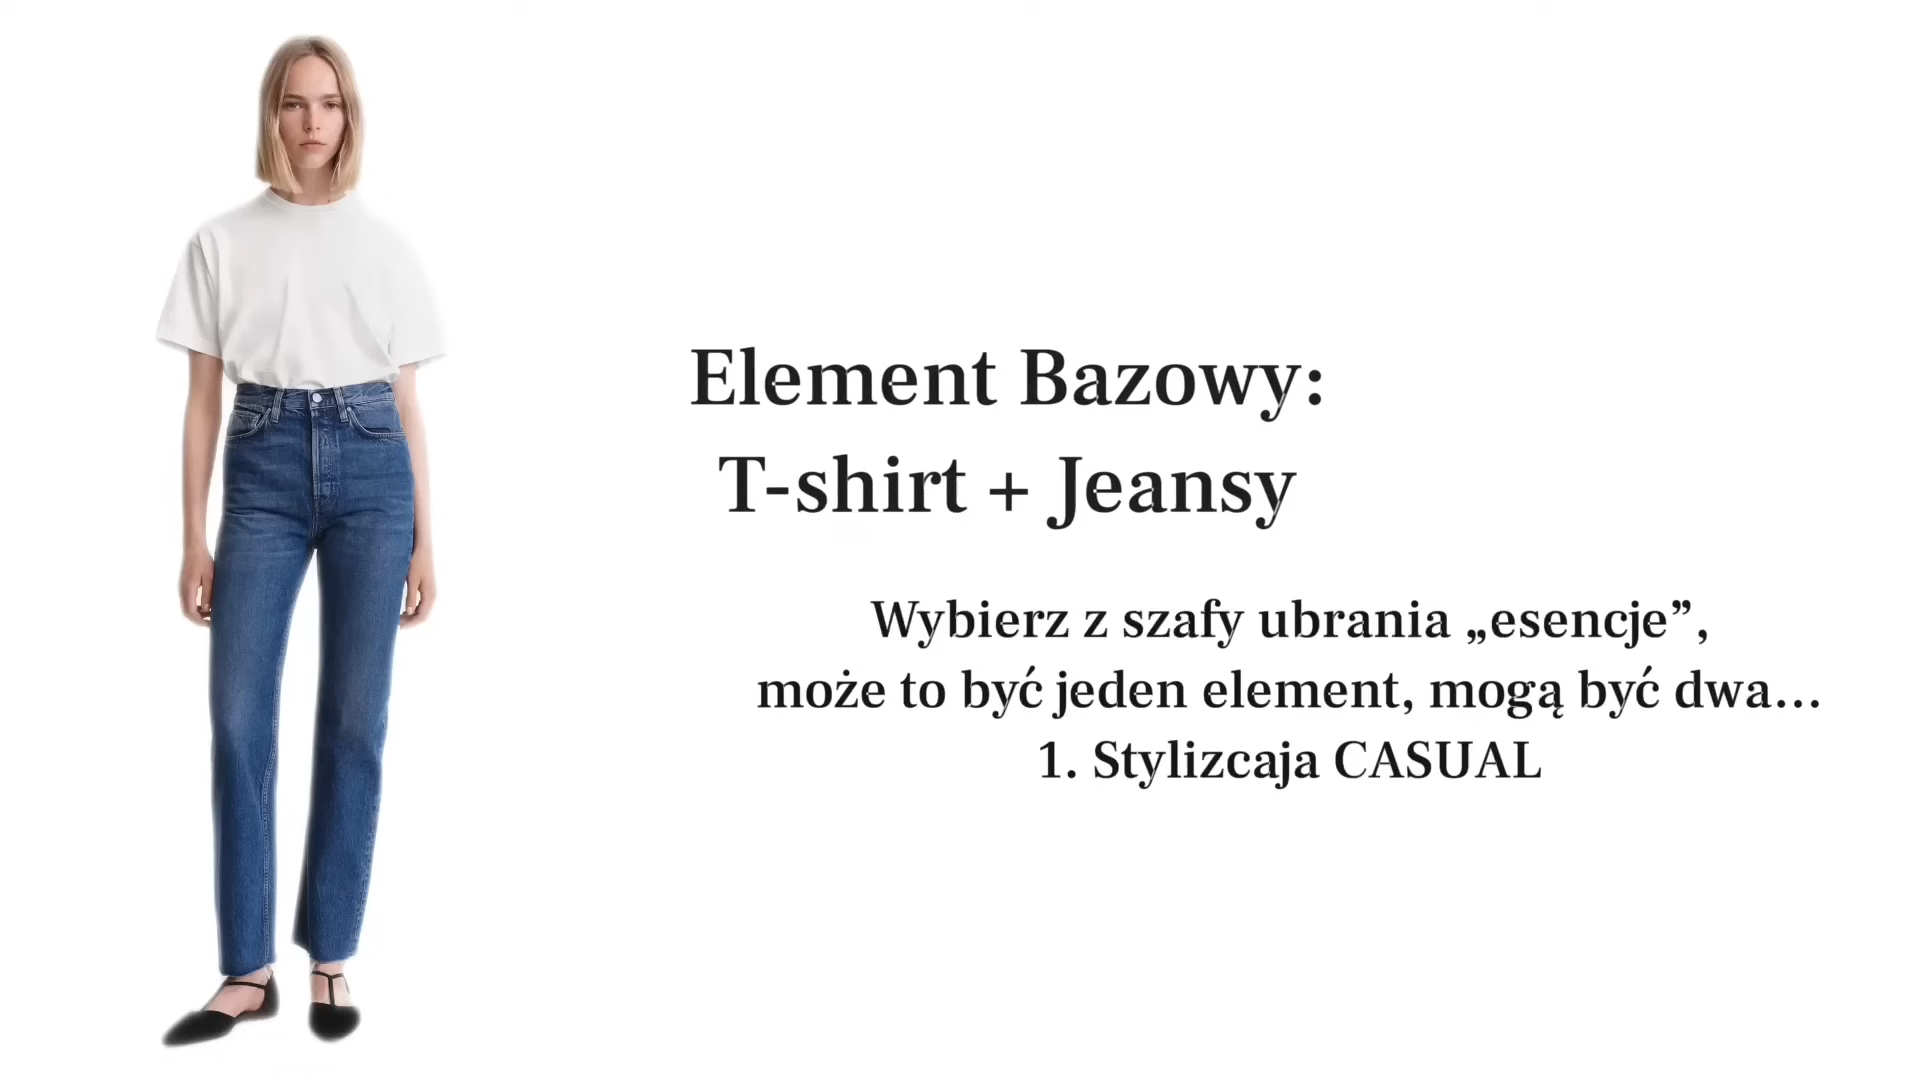 Element Bazowy:
T-shirt + Jeansy
Wybierz z szafy ubrania „esencje”,
może to być jeden element, mogą być dwa...
1. Stylizcaja CASUAL